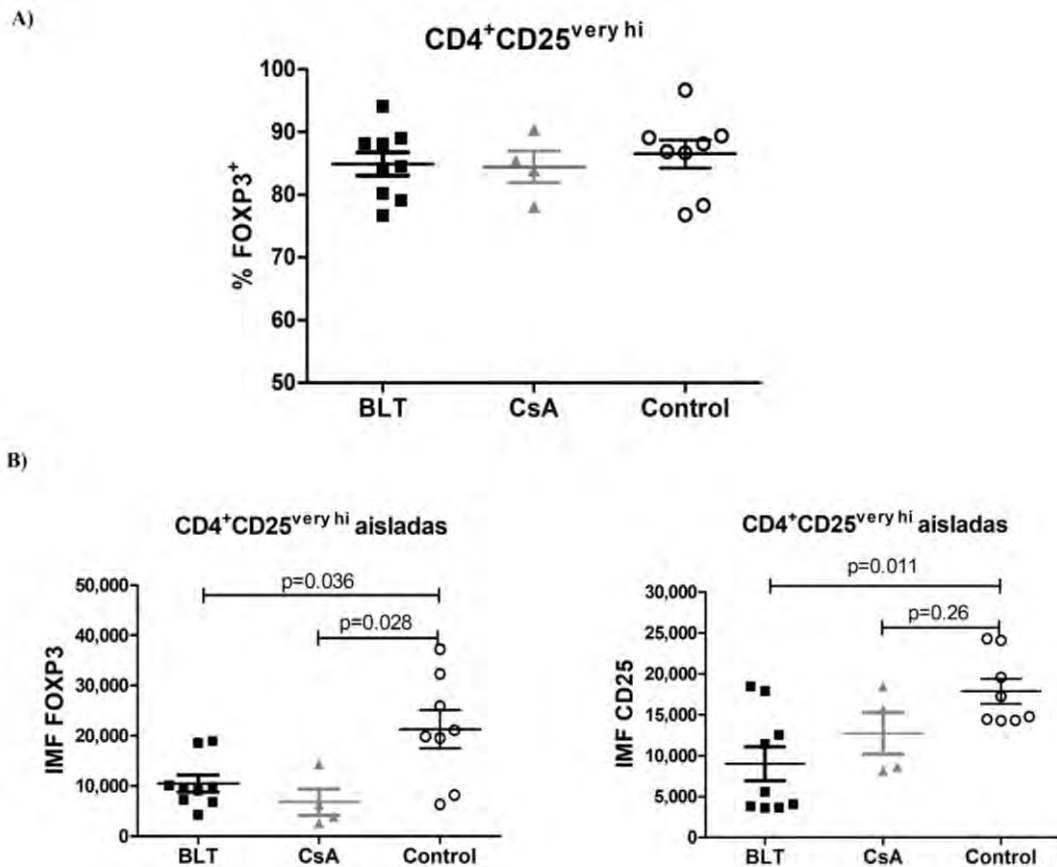 A)
CD4⁺CD25ᵛᵉʳʸ ʰⁱ
100
90
80
70
60
50
% FOXP3⁺
BLT CsA Control
B)
CD4⁺CD25ᵛᵉʳʸ ʰⁱ aisladas
p=0.036
p=0.028
50,000
40,000
30,000
20,000
10,000
0
IMF FOXP3
BLT CsA Control
CD4⁺CD25ᵛᵉʳʸ ʰⁱ aisladas
p=0.011
p=0.26
30,000
25,000
20,000
15,000
10,000
5,000
0
IMF CD25
BLT CsA Control